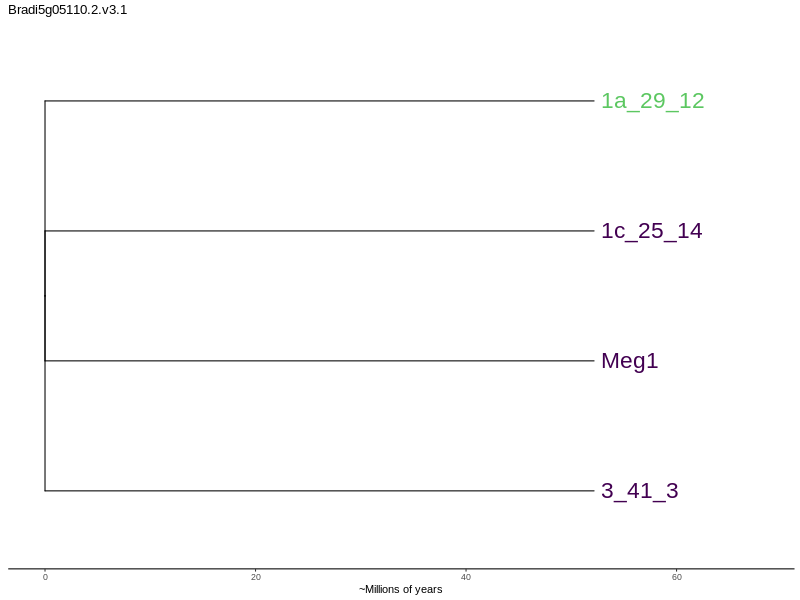 Bradi5g05110.2.v3.1
1a_29_12
1c_25_14
Meg1
3_41_3
0 20 40 60
~Millions of years